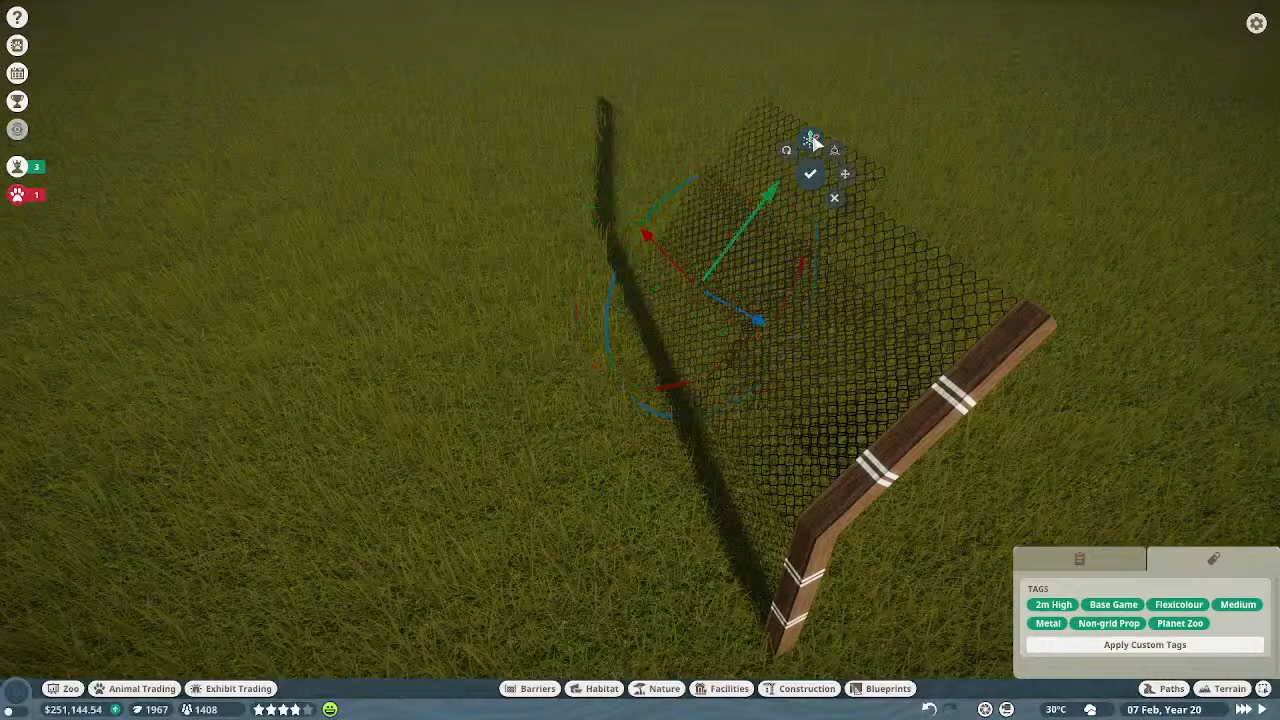 ?
3
1
TAGS
2m High Base Game Flexicolour Medium
Metal Non-grid Prop Planet Zoo
Apply Custom Tags
Zoo Animal Trading Exhibit Trading Barriers Habitat Nature Facilities Construction Blueprints Paths Terrain
$251,144.54 1967 1408 30°C 07 Feb, Year 20